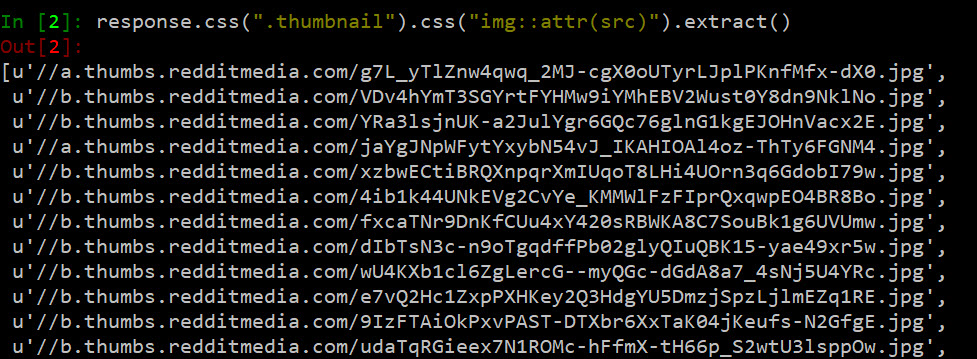 In [2]: response.css(".thumbnail").css("img::attr(src)").extract()
Out[2]:
[u'//a.thumbs.redditmedia.com/g7L_yTlZnw4qwq_2MJ-cgX0oUTyrLJplPKnfMfx-dX0.jpg',
 u'//b.thumbs.redditmedia.com/VDv4hYmT3SGYrtFYHMw9iYMhEBV2Wust0Y8dn9NklNo.jpg',
 u'//b.thumbs.redditmedia.com/YRa3lsjnUK-a2JulYgr6GQc76glnG1kgEJOHnVacx2E.jpg',
 u'//a.thumbs.redditmedia.com/jaYgJNpWFytYxybN54vJ_IKAHIOAl4oz-ThTy6FGNM4.jpg',
 u'//b.thumbs.redditmedia.com/xzbwECtiBRQXnpqrXmIUqoT8LHi4UOrn3q6GdobI79w.jpg',
 u'//b.thumbs.redditmedia.com/4ib1k44UNkEVg2CvYe_KMMWlFzFIprQxqwpEO4BR8Bo.jpg',
 u'//b.thumbs.redditmedia.com/fxcaTNr9DnKfCUu4xY420sRBWKA8C7SouBk1g6UVUmw.jpg',
 u'//b.thumbs.redditmedia.com/dIbTsN3c-n9oTgqdffPb02glyQIuQBK15-yae49xr5w.jpg',
 u'//b.thumbs.redditmedia.com/wU4KXb1cl6ZgLercG--myQGc-dGdA8a7_4sNj5U4YRc.jpg',
 u'//b.thumbs.redditmedia.com/e7vQ2Hc1ZxpPXHKey2Q3HdgYU5DmzjSpzLjlmEZq1RE.jpg',
 u'//b.thumbs.redditmedia.com/9IzFTAiOkPxvPAST-DTXbr6XxTaK04jKeufs-N2GfgE.jpg',
 u'//b.thumbs.redditmedia.com/udaTqRGieex7N1ROMc-hFfmX-tH66p_S2wtU3lsppOw.jpg',